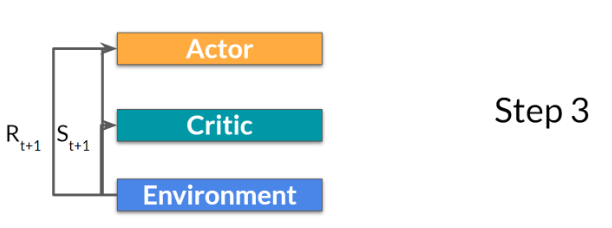 Actor
Step 3
Critic
R t+1 S t+1
Environment